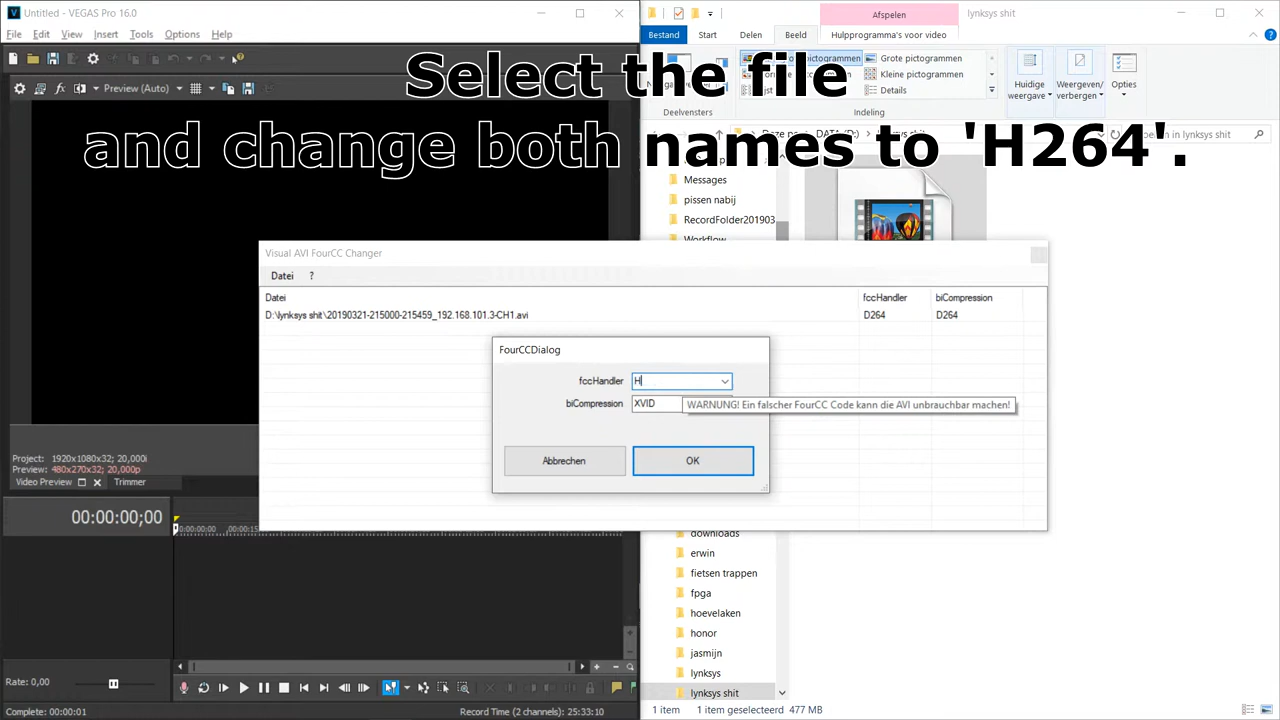 Untitled - VEGAS Pro 16.0
File Edit View Insert Tools Options Help
Preview (Auto)
Project: 1920x1080x32; 20,000i
Preview: 480x270x32; 20,000p
Video Preview
Trimmer
00:00:00;00
00:00:00;00
Rate: 0,00
Complete: 00:00:01
Record Time (2 channels): 25:33:10
Afspelen
lynksys shit
Bestand Start Delen Beeld Hulpprogramma's voor video
Grote pictogrammen
Kleine pictogrammen
Details
Deelvensters
Indeling
Huidige
weergave
Weergeven/
verbergen
Opties
Select the file
and change both names to 'H264'.
Messages
pissen nabij
RecordFolder201903
Workflow
Visual AVI FourCC Changer
Datei ?
Datei fccHandler biCompression
D:\lynksys shit\20190321-215000-215459_192.168.101.3-CH1.avi D264 D264
FourCCDialog
fccHandler H
biCompression XVID
WARNUNG! Ein falscher FourCC Code kann die AVI unbrauchbar machen!
Abbrechen OK
downloads
erwin
fietsen trappen
fpga
hoevelaken
honor
jasmijn
lynksys
lynksys shit
1 item 1 item geselecteerd 477 MB